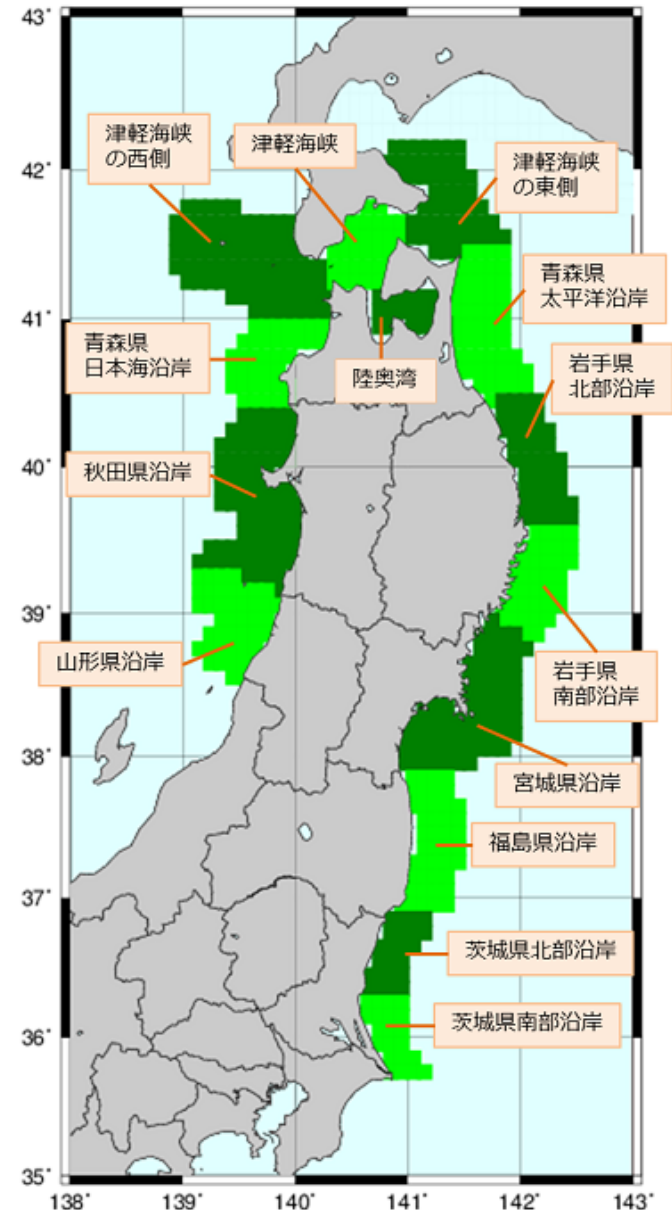 43°
津軽海峡
の西側
津軽海峡
津軽海峡
の東側
42°
青森県
太平洋沿岸
41°
青森県
日本海沿岸
陸奥湾
岩手県
北部沿岸
40°
秋田県沿岸
39°
山形県沿岸
岩手県
南部沿岸
38°
宮城県沿岸
福島県沿岸
37°
茨城県北部沿岸
茨城県南部沿岸
36°
35°
138° 139° 140° 141° 142° 143°